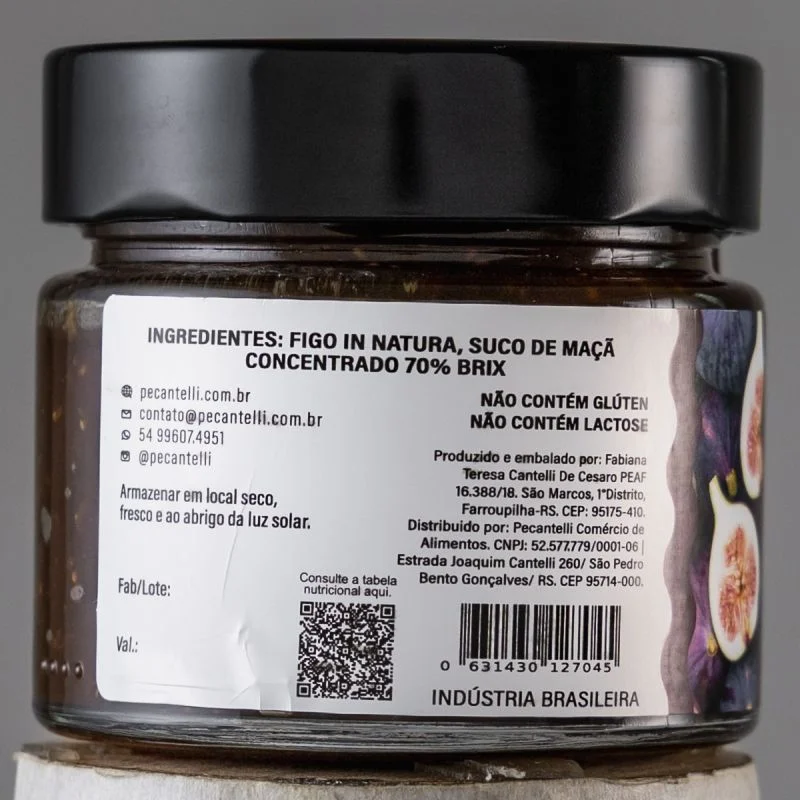 INGREDIENTES: FIGO IN NATURA, SUCO DE MAÇÃ
CONCENTRADO 70% BRIX
pecantelli.com.br
contato@pecantelli.com.br
54 99607.4951
@pecantelli
Armazenar em local seco,
fresco e ao abrigo da luz solar.
Fab/Lote:
Val.:
NÃO CONTÉM GLÚTEN
NÃO CONTÉM LACTOSE
Produzido e embalado por: Fabiana
Teresa Cantelli De Cesaro PEAF
16.388/18. São Marcos, 1°Distrito,
Farroupilha-RS. CEP: 95175-410.
Distribuido por: Pecantelli Comércio de
Alimentos. CNPJ: 52.577.779/0001-06 |
Estrada Joaquim Cantelli 260/ São Pedro
Bento Gonçalves/ RS. CEP 95714-000.
Consulte a tabela
nutricional aqui.
0 631430 127045
INDÚSTRIA BRASILEIRA